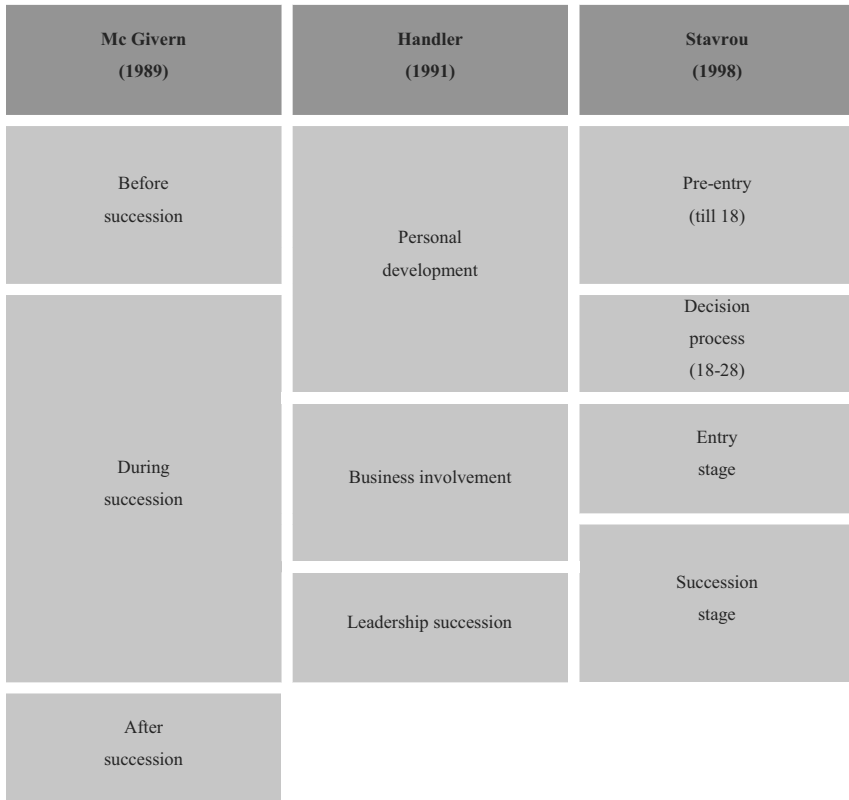 Mc Givern
(1989)
Handler
(1991)
Stavrou
(1998)
Before
succession
Personal
development
Pre-entry
(till 18)
Decision
process
(18-28)
During
succession
Business involvement
Entry
stage
Leadership succession
Succession
stage
After
succession